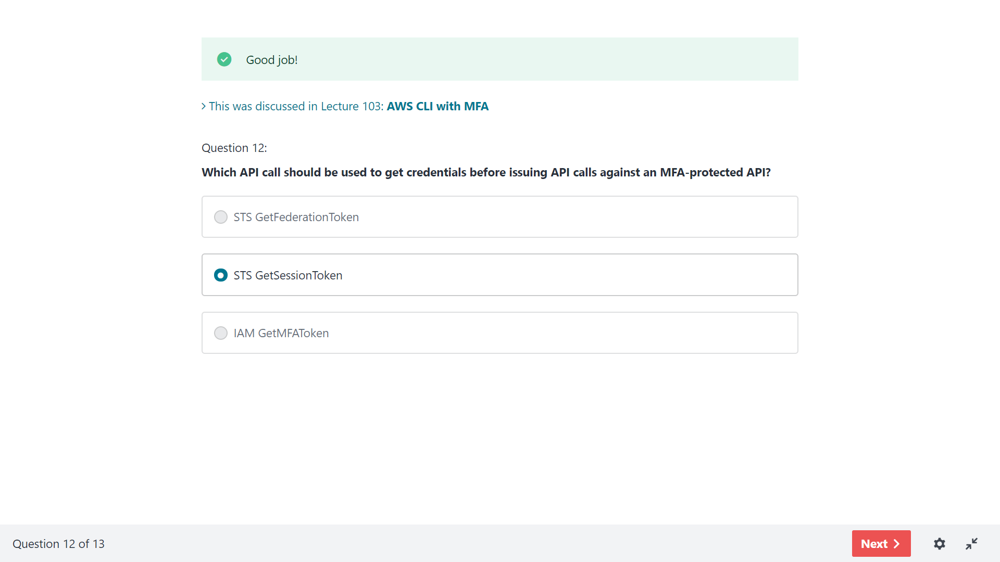 Good job!
This was discussed in Lecture 103: AWS CLI with MFA
Question 12:
Which API call should be used to get credentials before issuing API calls against an MFA-protected API?
STS GetFederationToken
STS GetSessionToken
IAM GetMFAToken
Question 12 of 13
Next